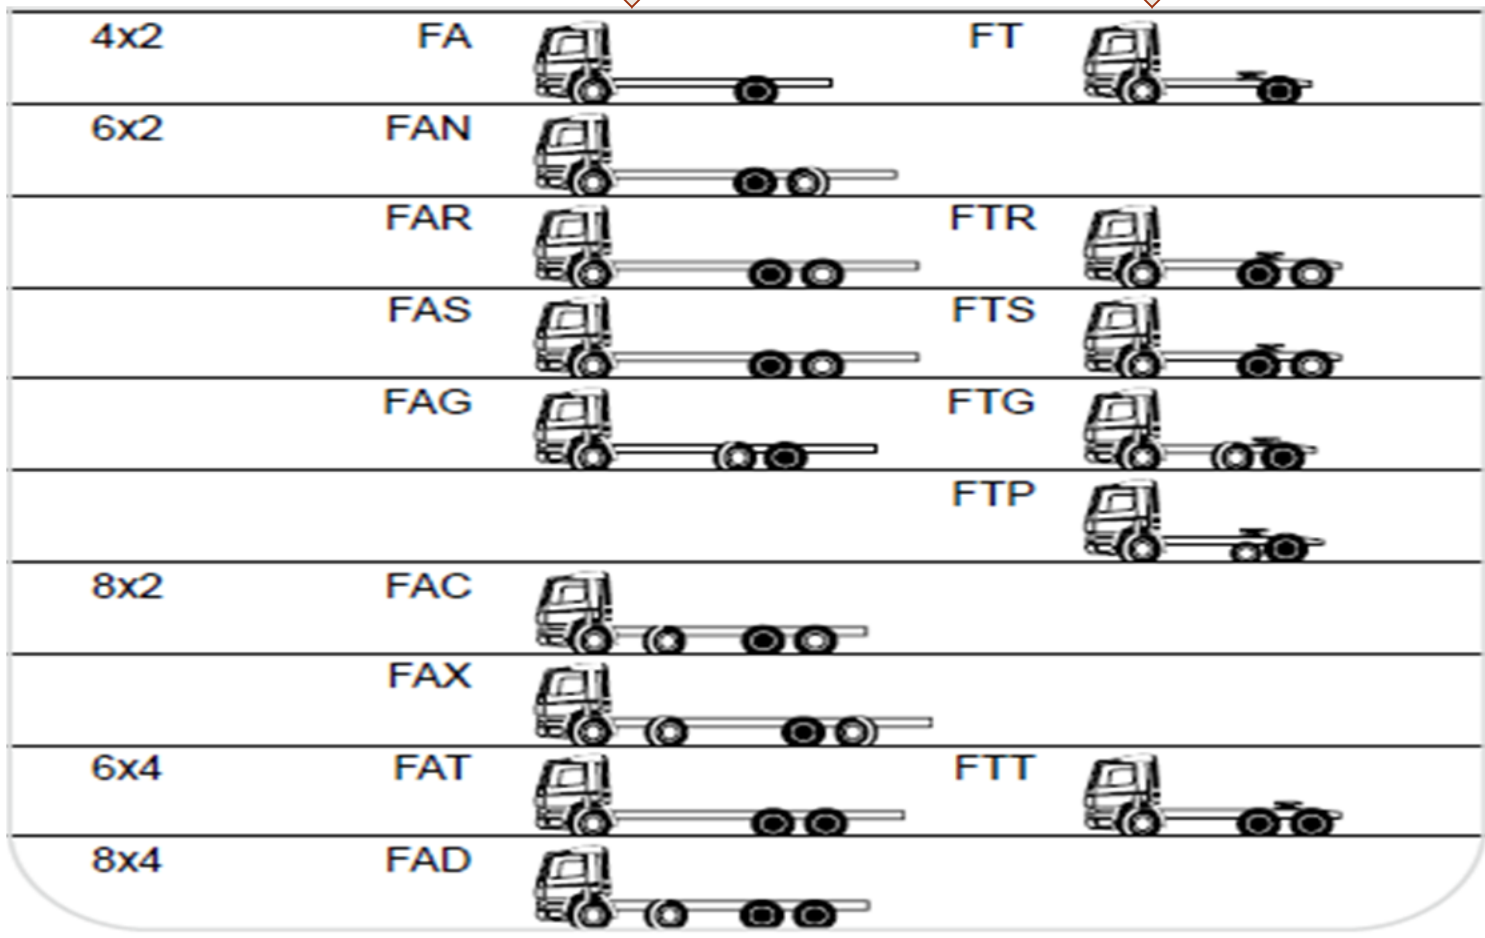 4x2 FA FT
6x2 FAN
FAR FTR
FAS FTS
FAG FTG
FTP
8x2 FAC
FAX
6x4 FAT FTT
8x4 FAD